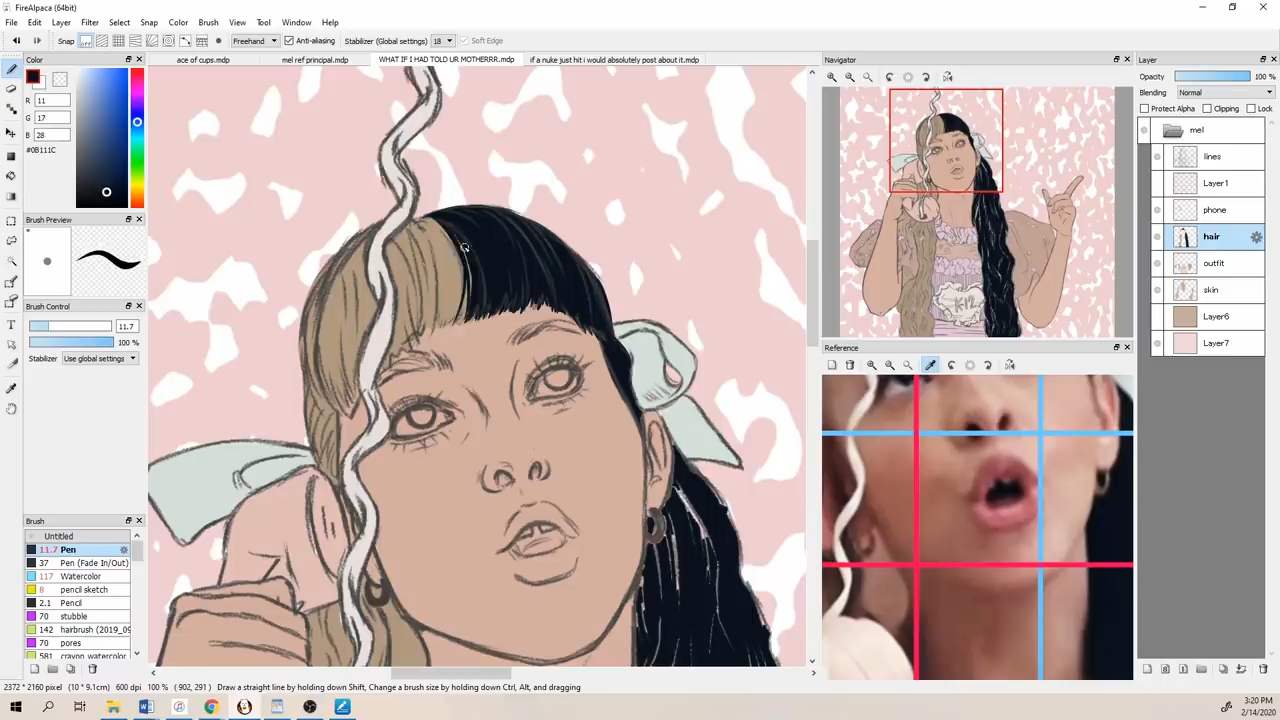 FireAlpaca (64bit)
File Edit Layer Filter Select Snap Color Brush View Tool Window Help
Snap Freehand Anti-aliasing Stabilizer (Global settings) 18 Soft Edge
Color
ace of cups.mdp mel ref principal.mdp WHAT IF I HAD TOLD UR MOTHERRR.mdp if a nuke just hit i would absolutely post about it.mdp
R 11
G 17
B 28
#0B111C
Brush Preview
Brush Control
11.7
100 %
Stabilizer Use global settings
Brush
Untitled
11.7 Pen
37 Pen (Fade In/Out)
117 Watercolor
8 pencil sketch
2.1 Pencil
70 stubble
142 hairbrush (2019_09
70 pores
581 crayon watercolor
Navigator
K12
Reference
Layer
Opacity 100 %
Blending Normal
Protect Alpha Clipping Lock
mel
lines
Layer1
phone
hair
outfit
skin
Layer6
Layer7
2372 * 2160 pixel (10 * 9.1cm) 600 dpi 100 % ( 902, 291 ) Draw a straight line by holding down Shift, Change a brush size by holding down Ctrl, Alt, and dragging
3:20 PM
2/14/2020